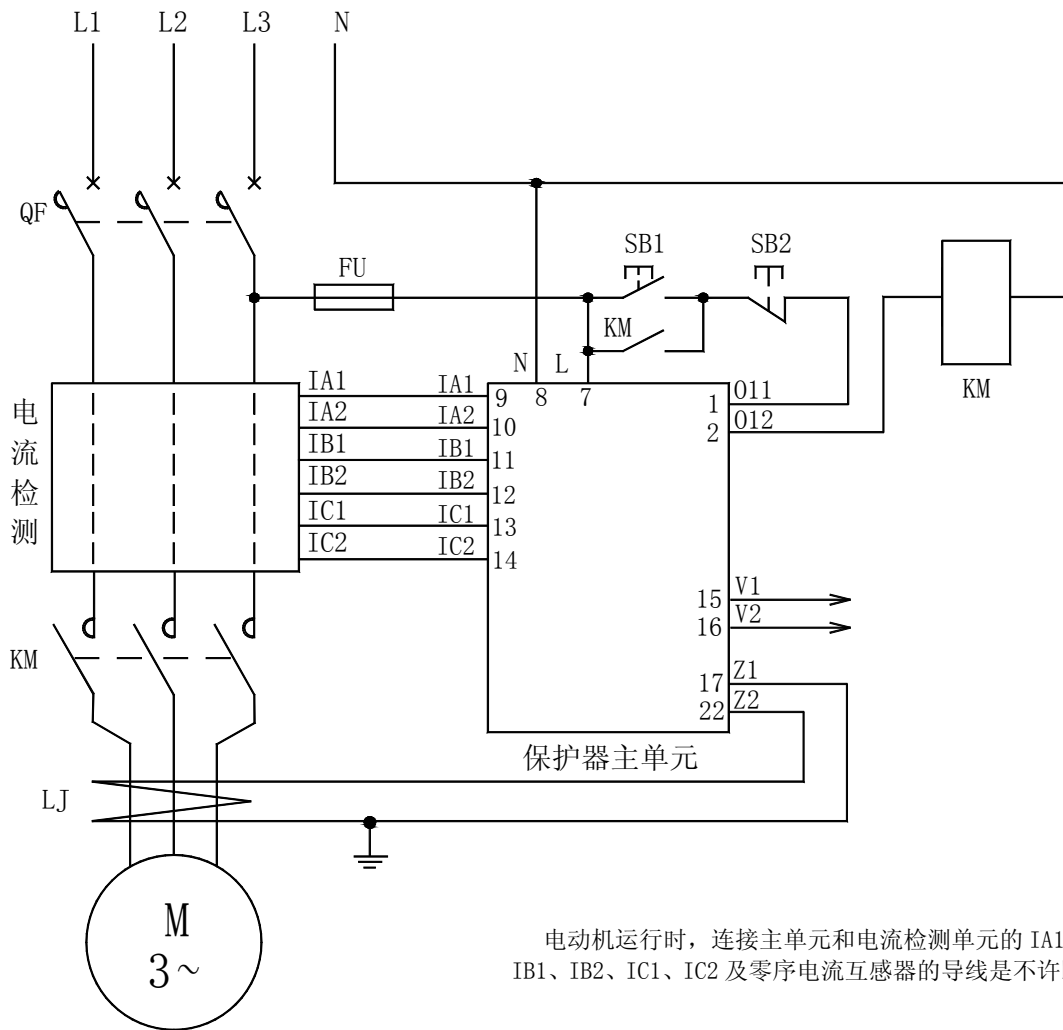 L1 L2 L3 N
QF
SB1 SB2
FU
KM
N L
KM
电流检测
IA1 IA1 9 8 7 1 O11
IA2 IA2 10 2 O12
IB1 IB1 11
IB2 IB2 12
IC1 IC1 13
IC2 IC2 14
15 V1
16 V2
KM
17 Z1
22 Z2
保护器主单元
LJ
M
3~
电动机运行时，连接主单元和电流检测单元的 IA1
IB1、IB2、IC1、IC2 及零序电流互感器的导线是不许